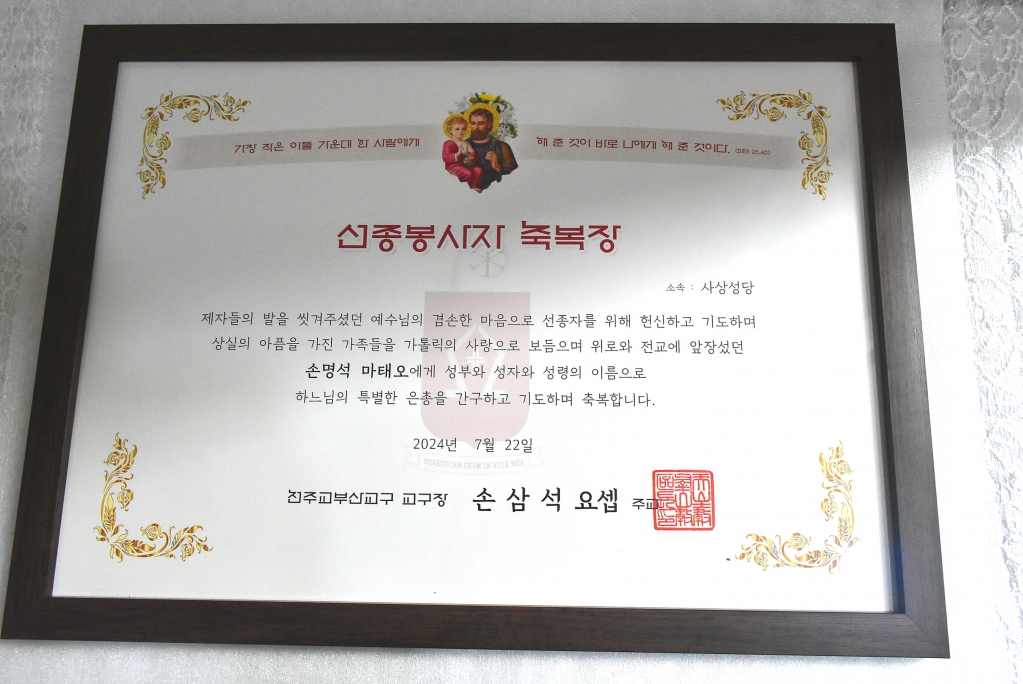 가장 작은 이들 가운데 한 사람에게 해 준 것이 바로 나에게 해 준 것이다. (마태 25,40)
선종봉사자 축복장
소속 : 사상성당
제자들의 발을 씻겨주셨던 예수님의 겸손한 마음으로 선종자를 위해 헌신하고 기도하며
상실의 아픔을 가진 가족들을 가톨릭의 사랑으로 보듬으며 위로와 전교에 앞장섰던
손명석 마태오에게 성부와 성자와 성령의 이름으로
하느님의 특별한 은총을 간구하고 기도하며 축복합니다.
2024년 7월 22일
BENEDICAM DEUM IN VITA MEA
천주교부산교구 교구장 손삼석 요셉 주교